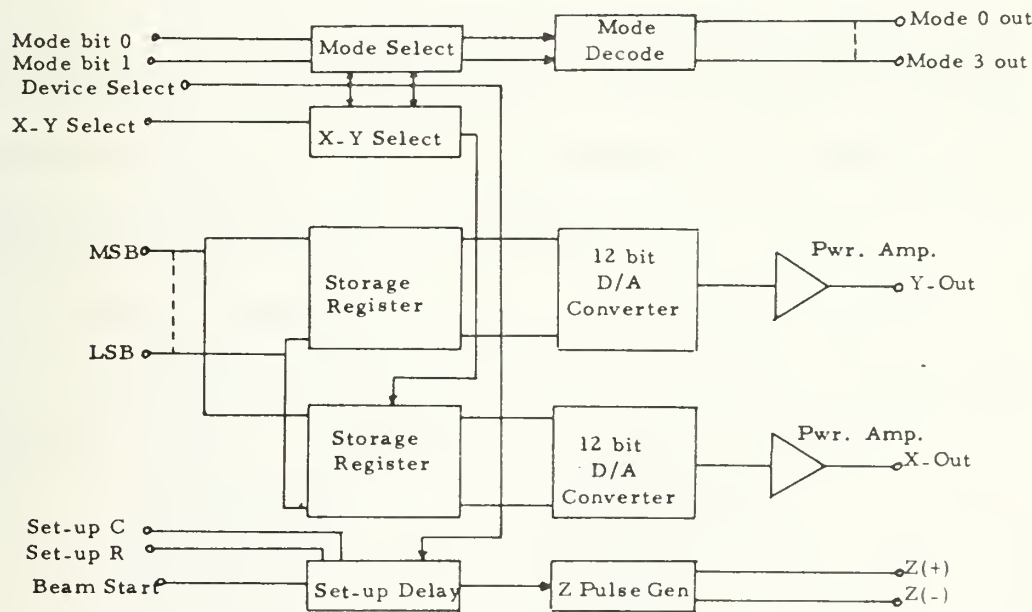 Mode bit 0
Mode bit 1
Device Select
X-Y Select
Mode Select
X-Y Select
Mode
Decode
Mode 0 out
Mode 3 out
MSB
LSB
Storage
Register
12 bit
D/A
Converter
Pwr. Amp.
Y-Out
Storage
Register
12 bit
D/A
Converter
Pwr. Amp.
X-Out
Set-up C
Set-up R
Beam Start
Set-up Delay
Z Pulse Gen
Z(+)
Z(-)